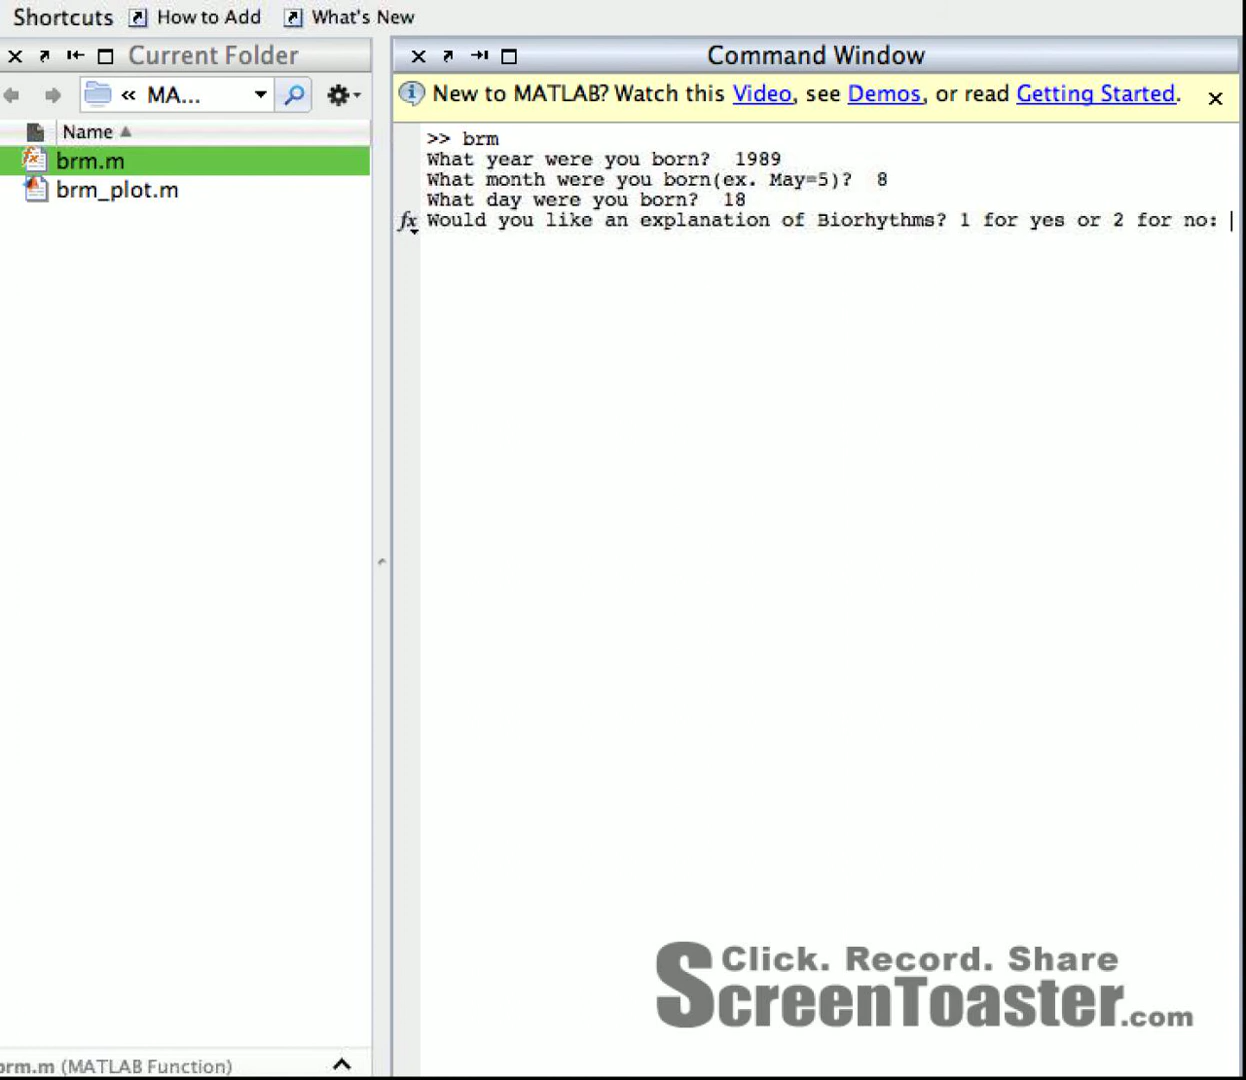 Shortcuts How to Add What's New
Current Folder
« MA...
Name
brm.m
brm_plot.m
brm.m (MATLAB Function)
Command Window
New to MATLAB? Watch this Video, see Demos, or read Getting Started.
>> brm
What year were you born?  1989
What month were you born(ex. May=5)?  8
What day were you born?  18
fx Would you like an explanation of Biorhythms? 1 for yes or 2 for no:
Click. Record. Share
ScreenToaster.com